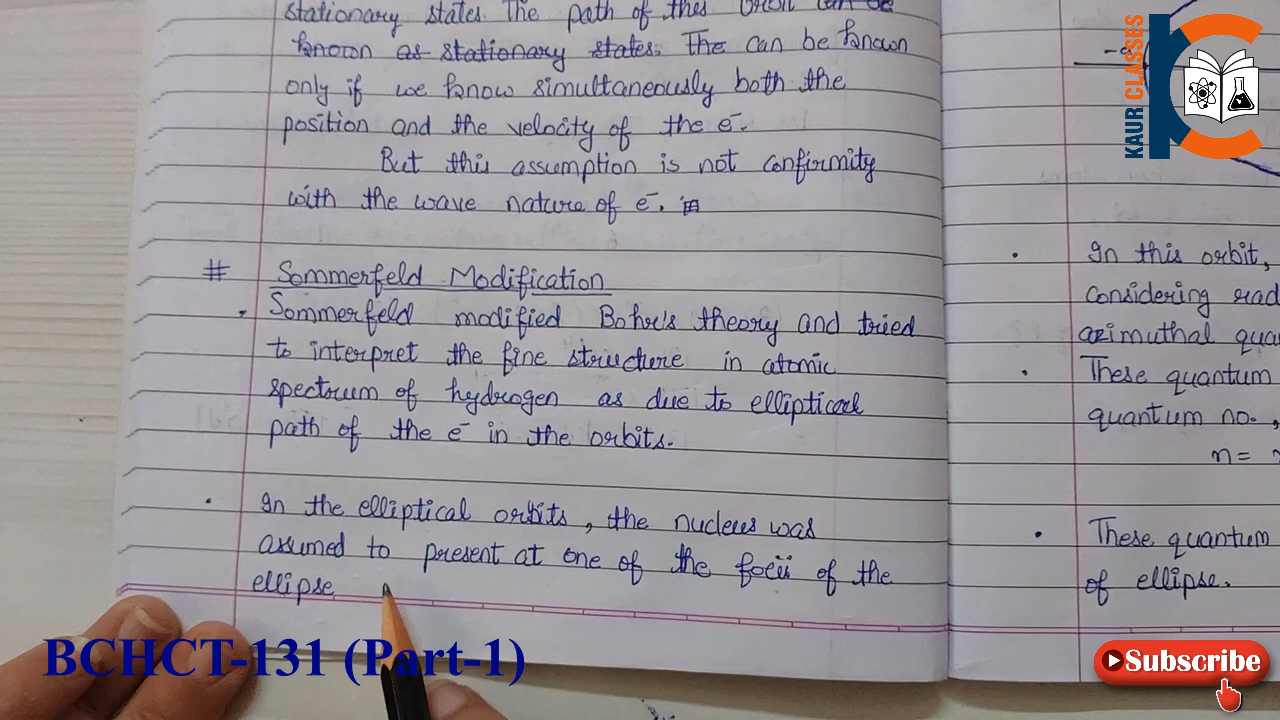 stationary states. The path of this orbit can be
known as stationary states. The can be known
only if we know simultaneously both the
position and the velocity of the e⁻.
But this assumption is not confirmity
with the wave nature of e⁻.
# Sommerfeld Modification
Sommerfeld modified Bohr's theory and tried
to interpret the fine structure in atomic
spectrum of hydrogen as due to elliptical
path of the e⁻ in the orbits.
In the elliptical orbits, the nucleus was
assumed to present at one of the focii of the
ellipse
In this orbit,
considering rad
azimuthal qua
These quantum
quantum no.,
n =
These quantum
of ellipse.
KAUR CLASSES
BCHCT-131 (Part-1)
Subscribe